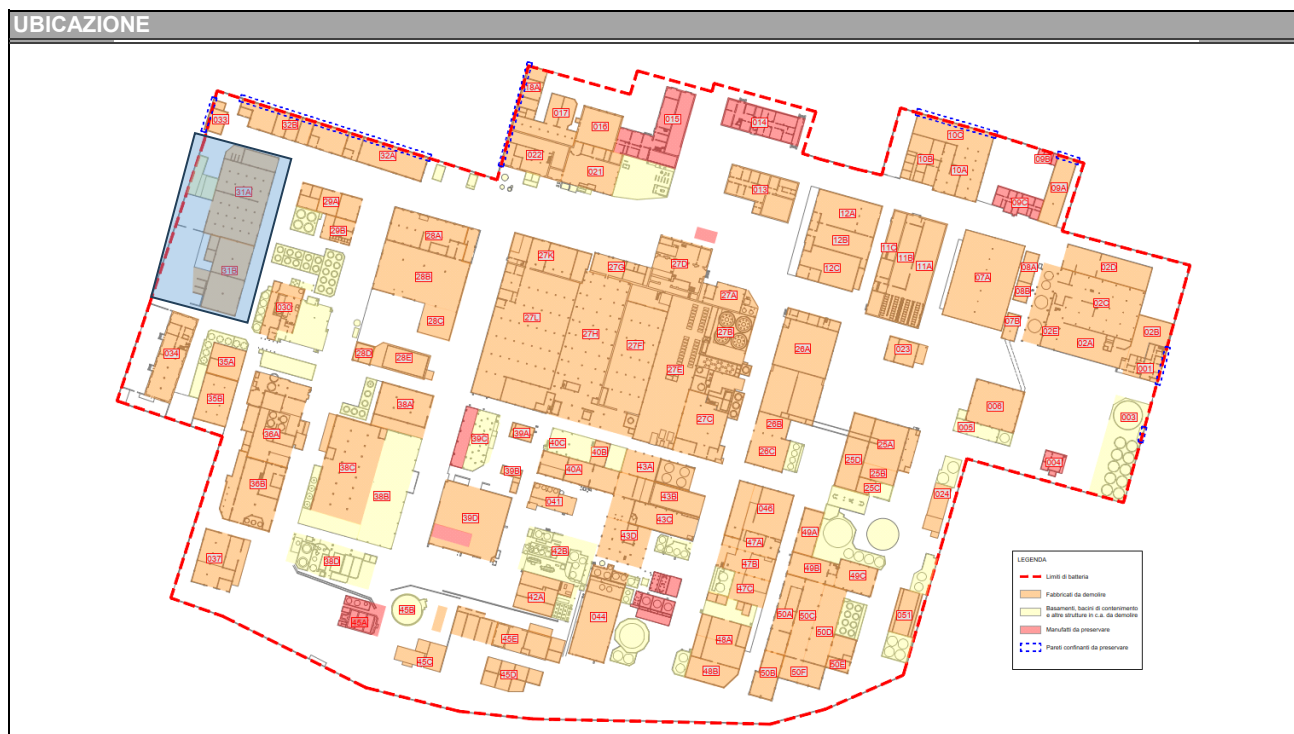 UBICAZIONE
18A
017
016
015
014
033
32B
32A
022
021
013
10C
10B
10A
09B
09A
09C
31A
31B
29A
29B
28A
28B
28C
28D
28E
030
27K
27G
27D
27A
27B
27L
27H
27F
27E
27C
12A
12B
12C
11C
11B
11A
07A
08A
08B
07B
02D
02C
02B
02E
02A
001
034
35A
35B
023
26A
26B
26C
006
005
003
004
38A
36A
36B
38C
38B
38D
037
39C
39A
39B
39D
40C
40B
40A
041
43A
43B
43C
43D
42B
42A
25A
25D
25B
25C
024
046
47A
47B
47C
49A
49B
49C
051
45B
45C
45E
45D
044
48A
48B
50A
50C
50D
50E
50B
50F
LEGENDA
Limiti di batteria
Fabbricati da demolire
Basamenti, bacini di contenimento
e altre strutture in c.a. da demolire
Manufatti da preservare
Pareti confinanti da preservare